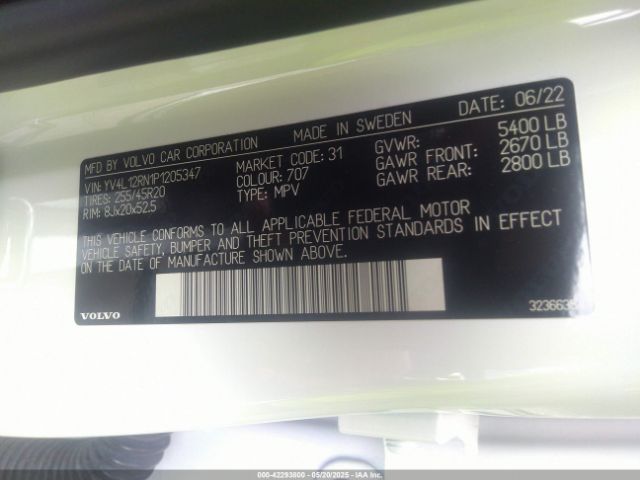 MFD BY VOLVO CAR CORPORATION MADE IN SWEDEN DATE: 06/22
VIN: YV4L12RN1P1205347 MARKET CODE: 31 GVWR: 5400 LB
TIRES: 255/45R20 COLOUR: 707 GAWR FRONT: 2670 LB
RIM: 8Jx20x52.5 TYPE: MPV GAWR REAR: 2800 LB
THIS VEHICLE CONFORMS TO ALL APPLICABLE FEDERAL MOTOR
VEHICLE SAFETY, BUMPER AND THEFT PREVENTION STANDARDS IN EFFECT
ON THE DATE OF MANUFACTURE SHOWN ABOVE.
VOLVO
000-42293800 - 05/20/2025 - IAA Inc.